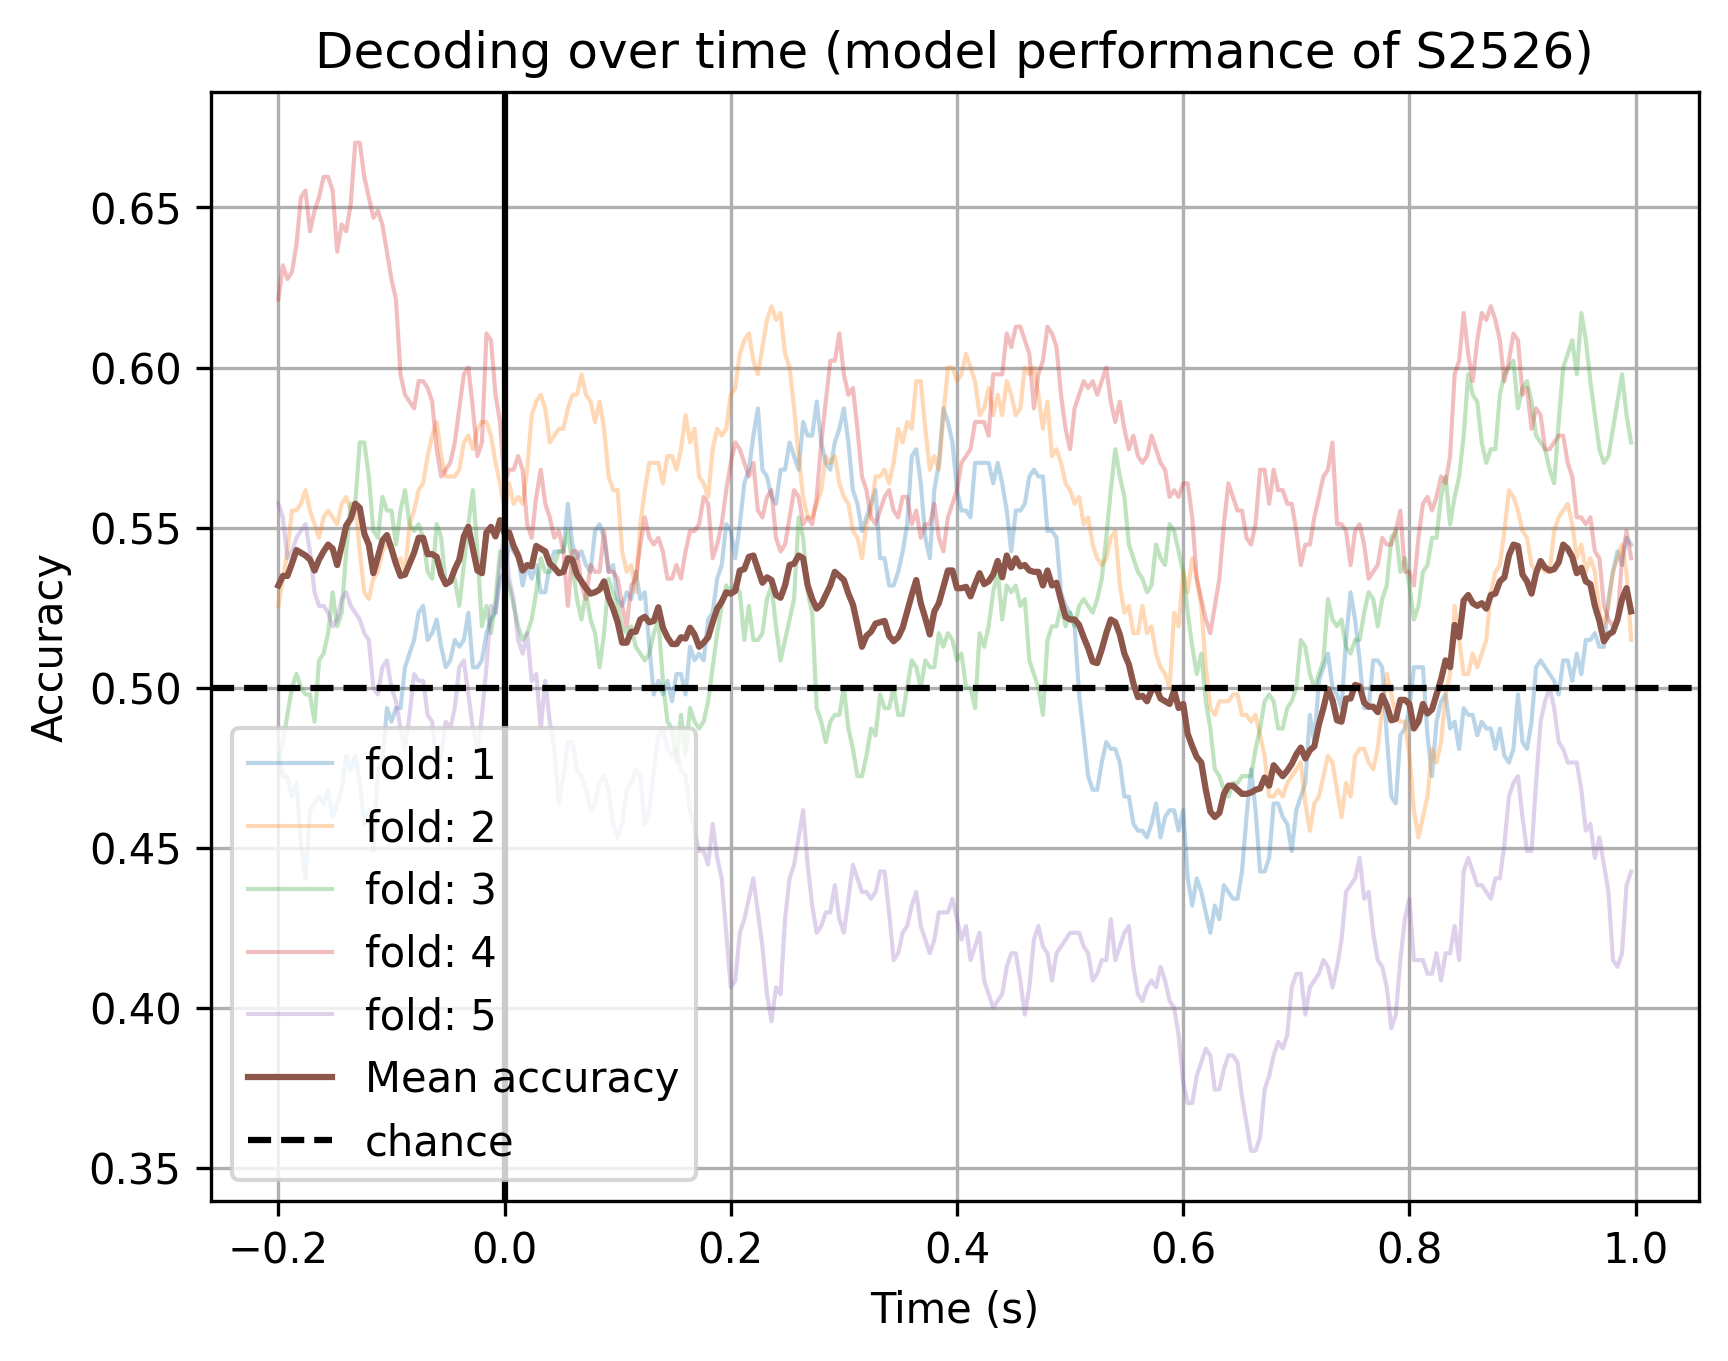 Decoding over time (model performance of S2526)
Accuracy
0.65
0.60
0.55
0.50
0.45
0.40
0.35
fold: 1
fold: 2
fold: 3
fold: 4
fold: 5
Mean accuracy
chance
−0.2 0.0 0.2 0.4 0.6 0.8 1.0
Time (s)